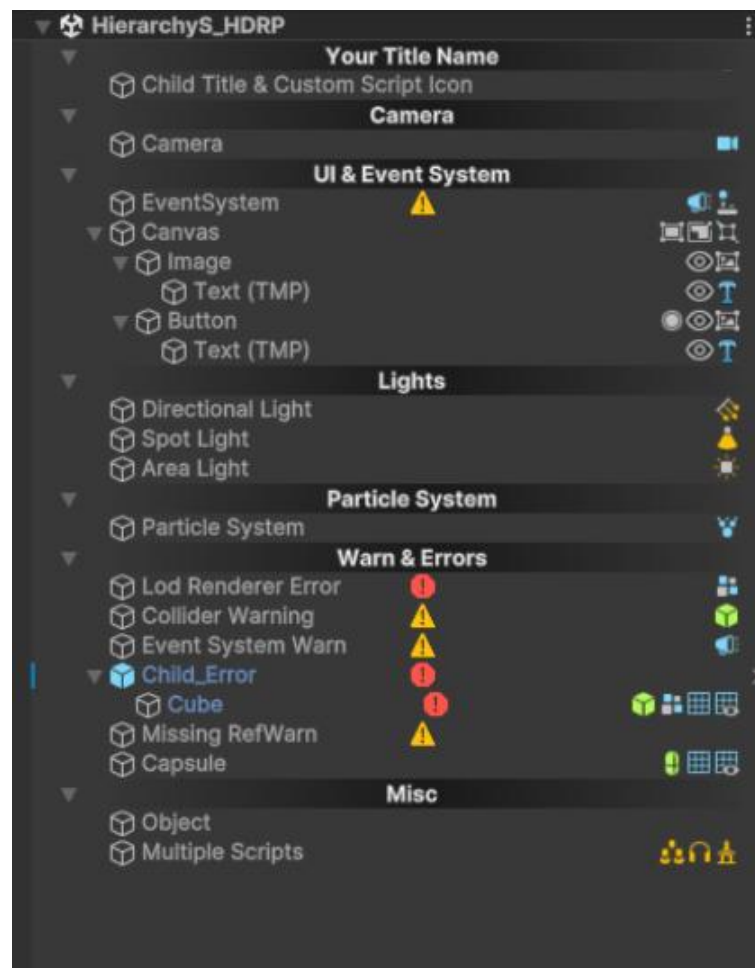 HierarchyS_HDRP
Your Title Name
Child Title & Custom Script Icon
Camera
Camera
UI & Event System
EventSystem
Canvas
Image
Text (TMP)
Button
Text (TMP)
Lights
Directional Light
Spot Light
Area Light
Particle System
Particle System
Warn & Errors
Lod Renderer Error
Collider Warning
Event System Warn
Child_Error
Cube
Missing RefWarn
Capsule
Misc
Object
Multiple Scripts